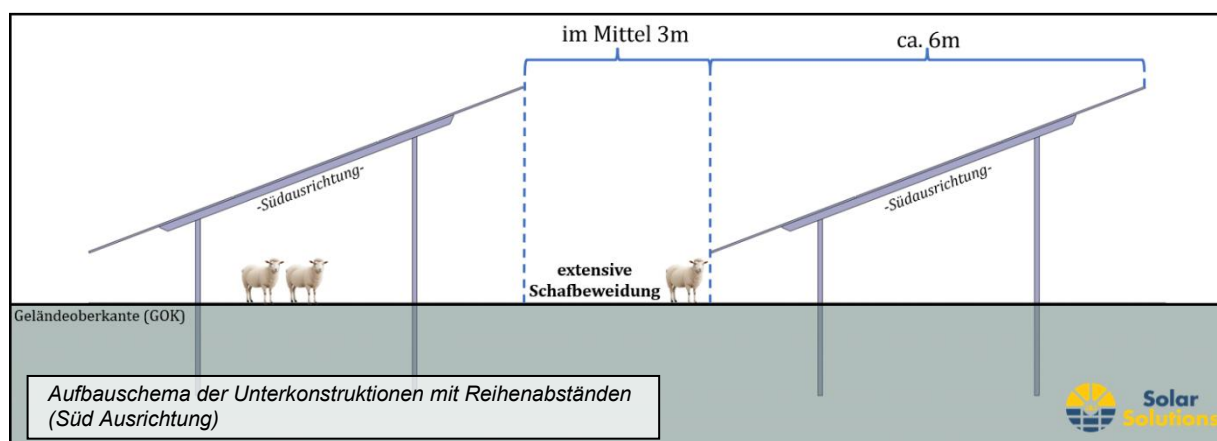 im Mittel 3m
ca. 6m
-Südausrichtung-
-Südausrichtung-
extensive
Schafbeweidung
Geländeoberkante (GOK)
Aufbauschema der Unterkonstruktionen mit Reihenabständen
(Süd Ausrichtung)
Solar
Solutions